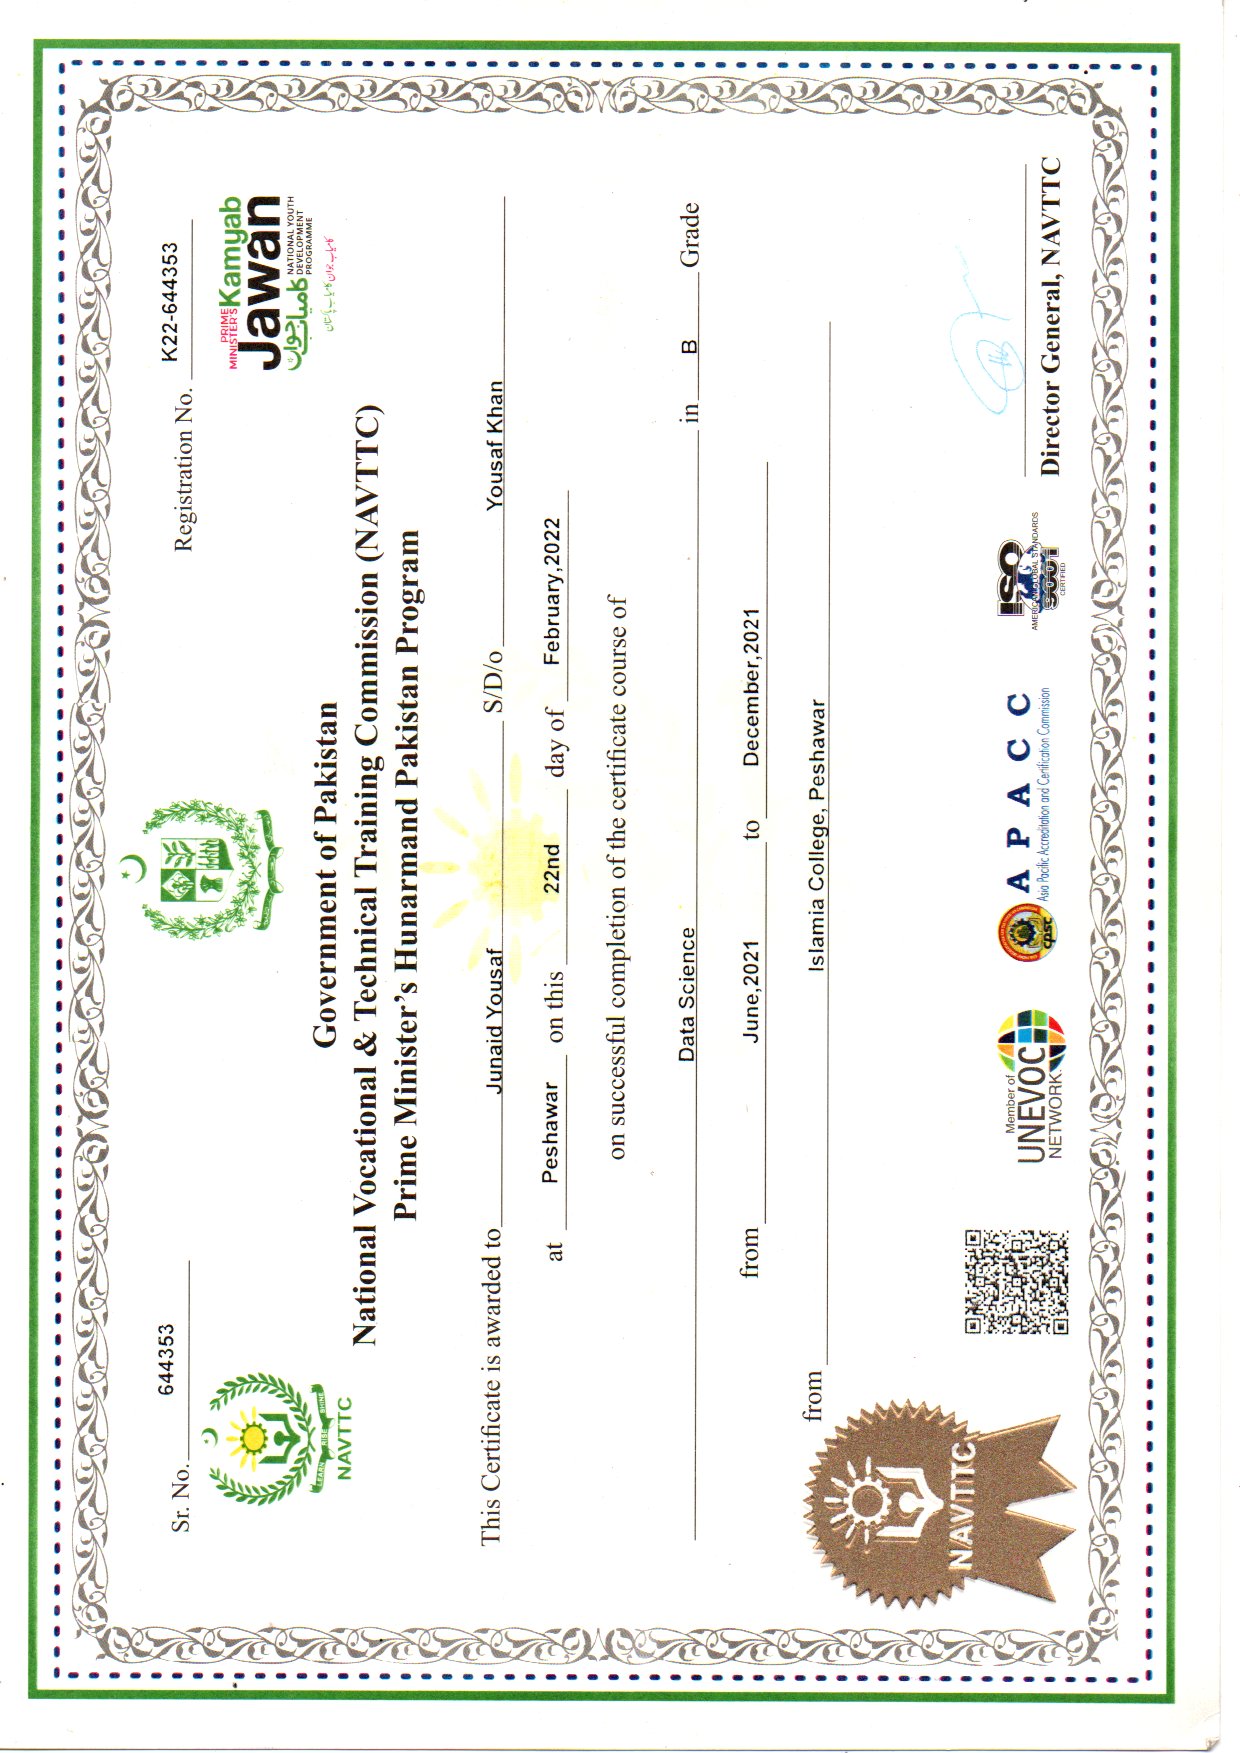 Sr. No. 644353
Registration No. K22-644353
LEARN RISE SHINE
NAVTTC
PRIME MINISTER'S Kamyab
Jawan
کامیاب جوان
NATIONAL YOUTH
DEVELOPMENT
PROGRAMME
کامیاب جوان کامیاب پاکستان
Government of Pakistan
National Vocational & Technical Training Commission (NAVTTC)
Prime Minister’s Hunarmand Pakistan Program
This Certificate is awarded to Junaid Yousaf S/D/o Yousaf Khan
at Peshawar on this 22nd day of February,2022
on successful completion of the certificate course of
Data Science in B Grade
from June,2021 to December,2021
from Islamia College, Peshawar
NAVTTC
Member of
UNEVOC
NETWORK
cpsc
APACC
Asia Pacific Accreditation and Certification Commission
ISO
AMERICAN GLOBAL STANDARDS
9001
CERTIFIED
Director General, NAVTTC